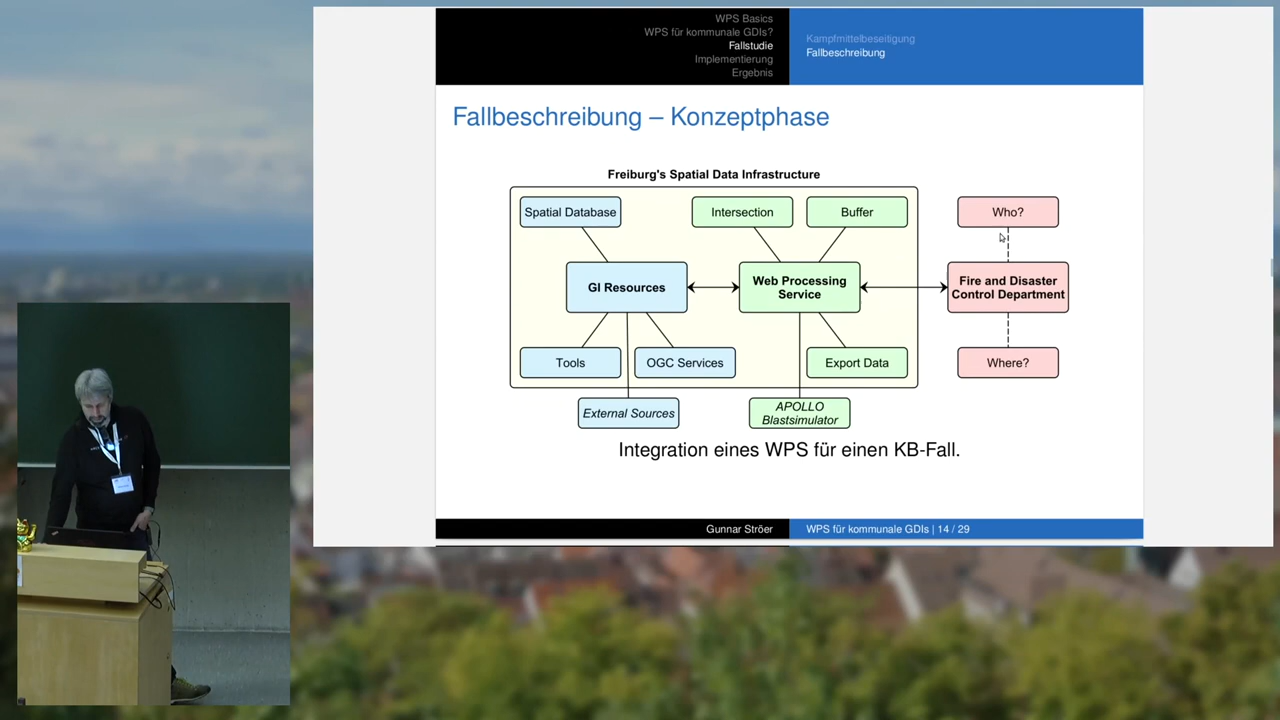 WPS Basics
WPS für kommunale GDIs?
Fallstudie
Implementierung
Ergebnis
Kampfmittelbeseitigung
Fallbeschreibung
Fallbeschreibung – Konzeptphase
Freiburg's Spatial Data Infrastructure
Spatial Database
Intersection
Buffer
Who?
GI Resources
Web Processing
Service
Fire and Disaster
Control Department
Tools
OGC Services
Export Data
Where?
External Sources
APOLLO
Blastsimulator
Integration eines WPS für einen KB-Fall.
Gunnar Ströer
WPS für kommunale GDIs | 14 / 29